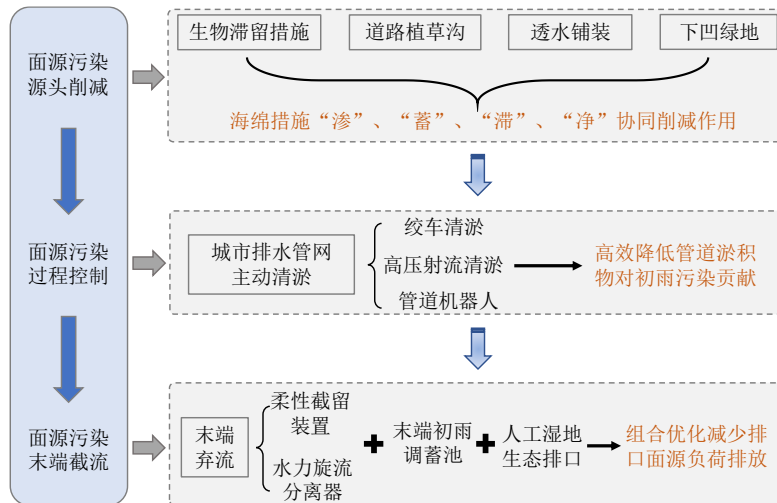 面源污染
源头削减
生物滞留措施
道路植草沟
透水铺装
下凹绿地
海绵措施“渗”、“蓄”、“滞”、“净”协同削减作用
面源污染
过程控制
城市排水管网
主动清淤
绞车清淤
高压射流清淤
管道机器人
高效降低管道淤积
物对初雨污染贡献
面源污染
末端截流
末端
弃流
柔性截留
装置
水力旋流
分离器
末端初雨
调蓄池
人工湿地
生态排口
组合优化减少排
口面源负荷排放